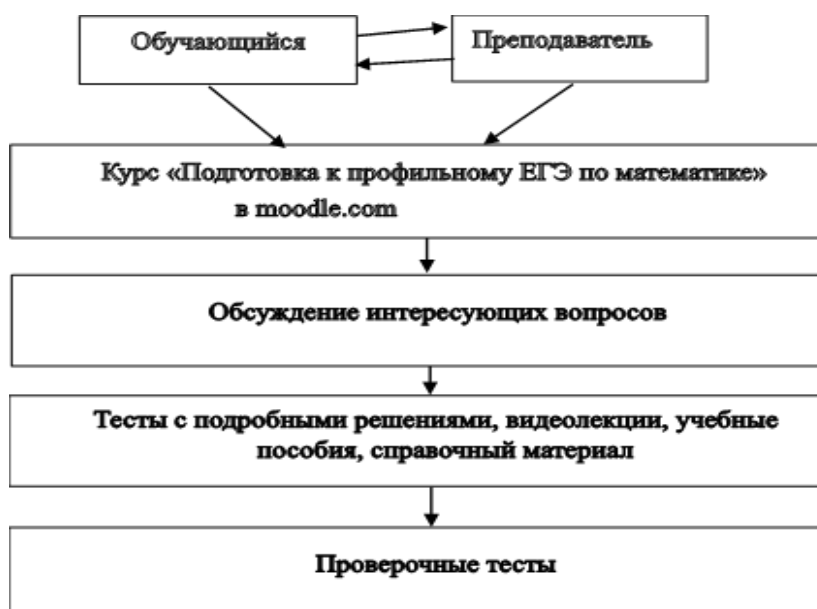 Обучающийся
Преподаватель
Курс «Подготовка к профильному ЕГЭ по математике»
в moodle.com
Обсуждение интересующих вопросов
Тесты с подробными решениями, видеолекции, учебные
пособия, справочный материал
Проверочные тесты